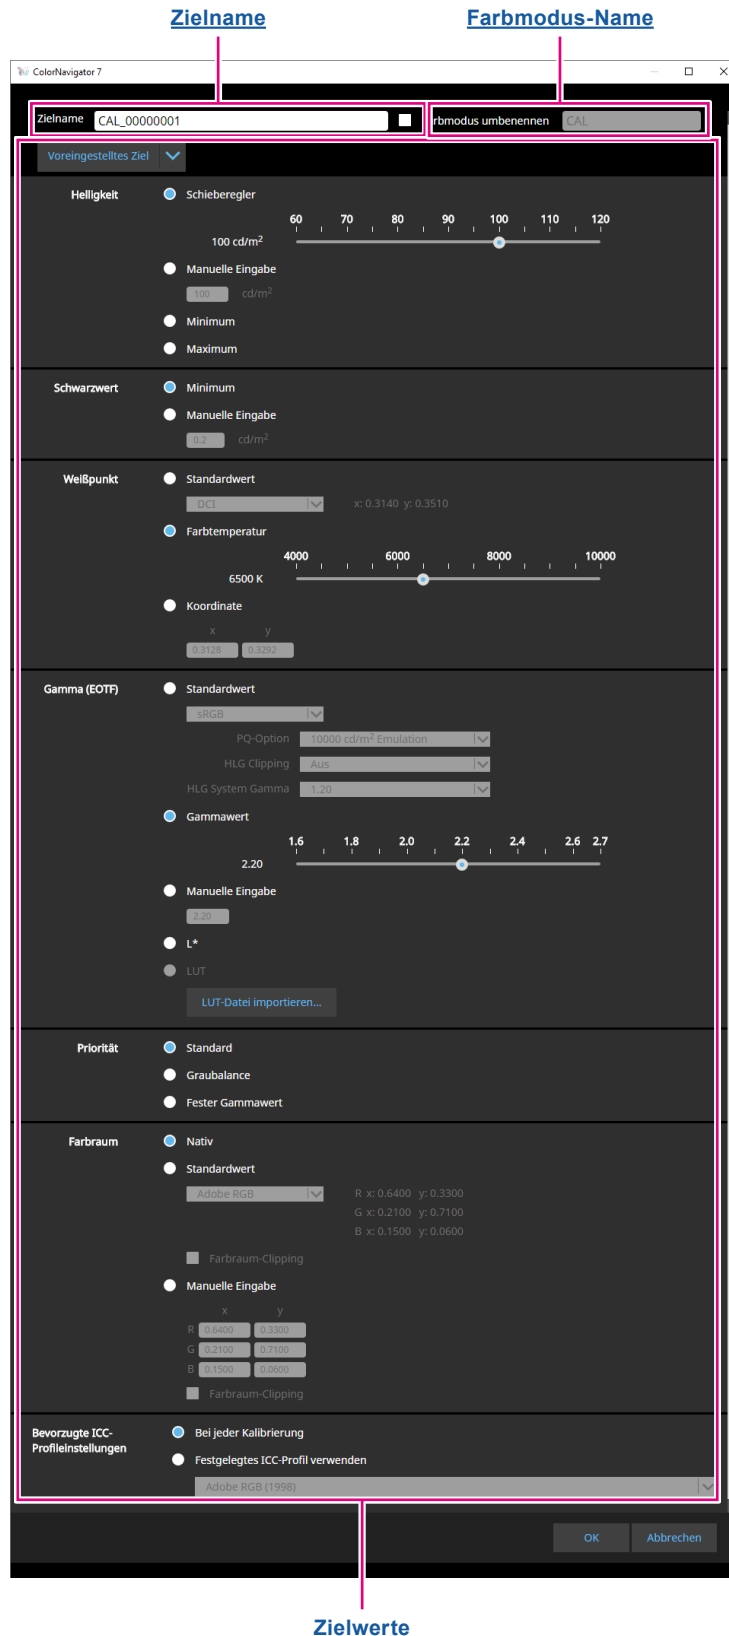 Zielname Farbmodus-Name
ColorNavigator 7
Zielname CAL_00000001 rbmodus umbenennen CAL
Voreingestelltes Ziel
Helligkeit Schieberegler
60 70 80 90 100 110 120
100 cd/m²
Manuelle Eingabe
100 cd/m²
Minimum
Maximum
Schwarzwert Minimum
Manuelle Eingabe
0.2 cd/m²
Weißpunkt Standardwert
DCI x: 0.3140 y: 0.3510
Farbtemperatur
4000 6000 8000 10000
6500 K
Koordinate
x y
0.3128 0.3292
Gamma (EOTF) Standardwert
sRGB
PQ-Option 10000 cd/m² Emulation
HLG Clipping Aus
HLG System Gamma 1.20
Gammawert
1.6 1.8 2.0 2.2 2.4 2.6 2.7
2.20
Manuelle Eingabe
2.20
L*
LUT
LUT-Datei importieren...
Priorität Standard
Graubalance
Fester Gammawert
Farbraum Nativ
Standardwert
Adobe RGB R x: 0.6400 y: 0.3300
G x: 0.2100 y: 0.7100
B x: 0.1500 y: 0.0600
Farbraum-Clipping
Manuelle Eingabe
x y
R 0.6400 0.3300
G 0.2100 0.7100
B 0.1500 0.0600
Farbraum-Clipping
Bevorzugte ICC-
Profileinstellungen
Bei jeder Kalibrierung
Festgelegtes ICC-Profil verwenden
Adobe RGB (1998)
OK Abbrechen
Zielwerte